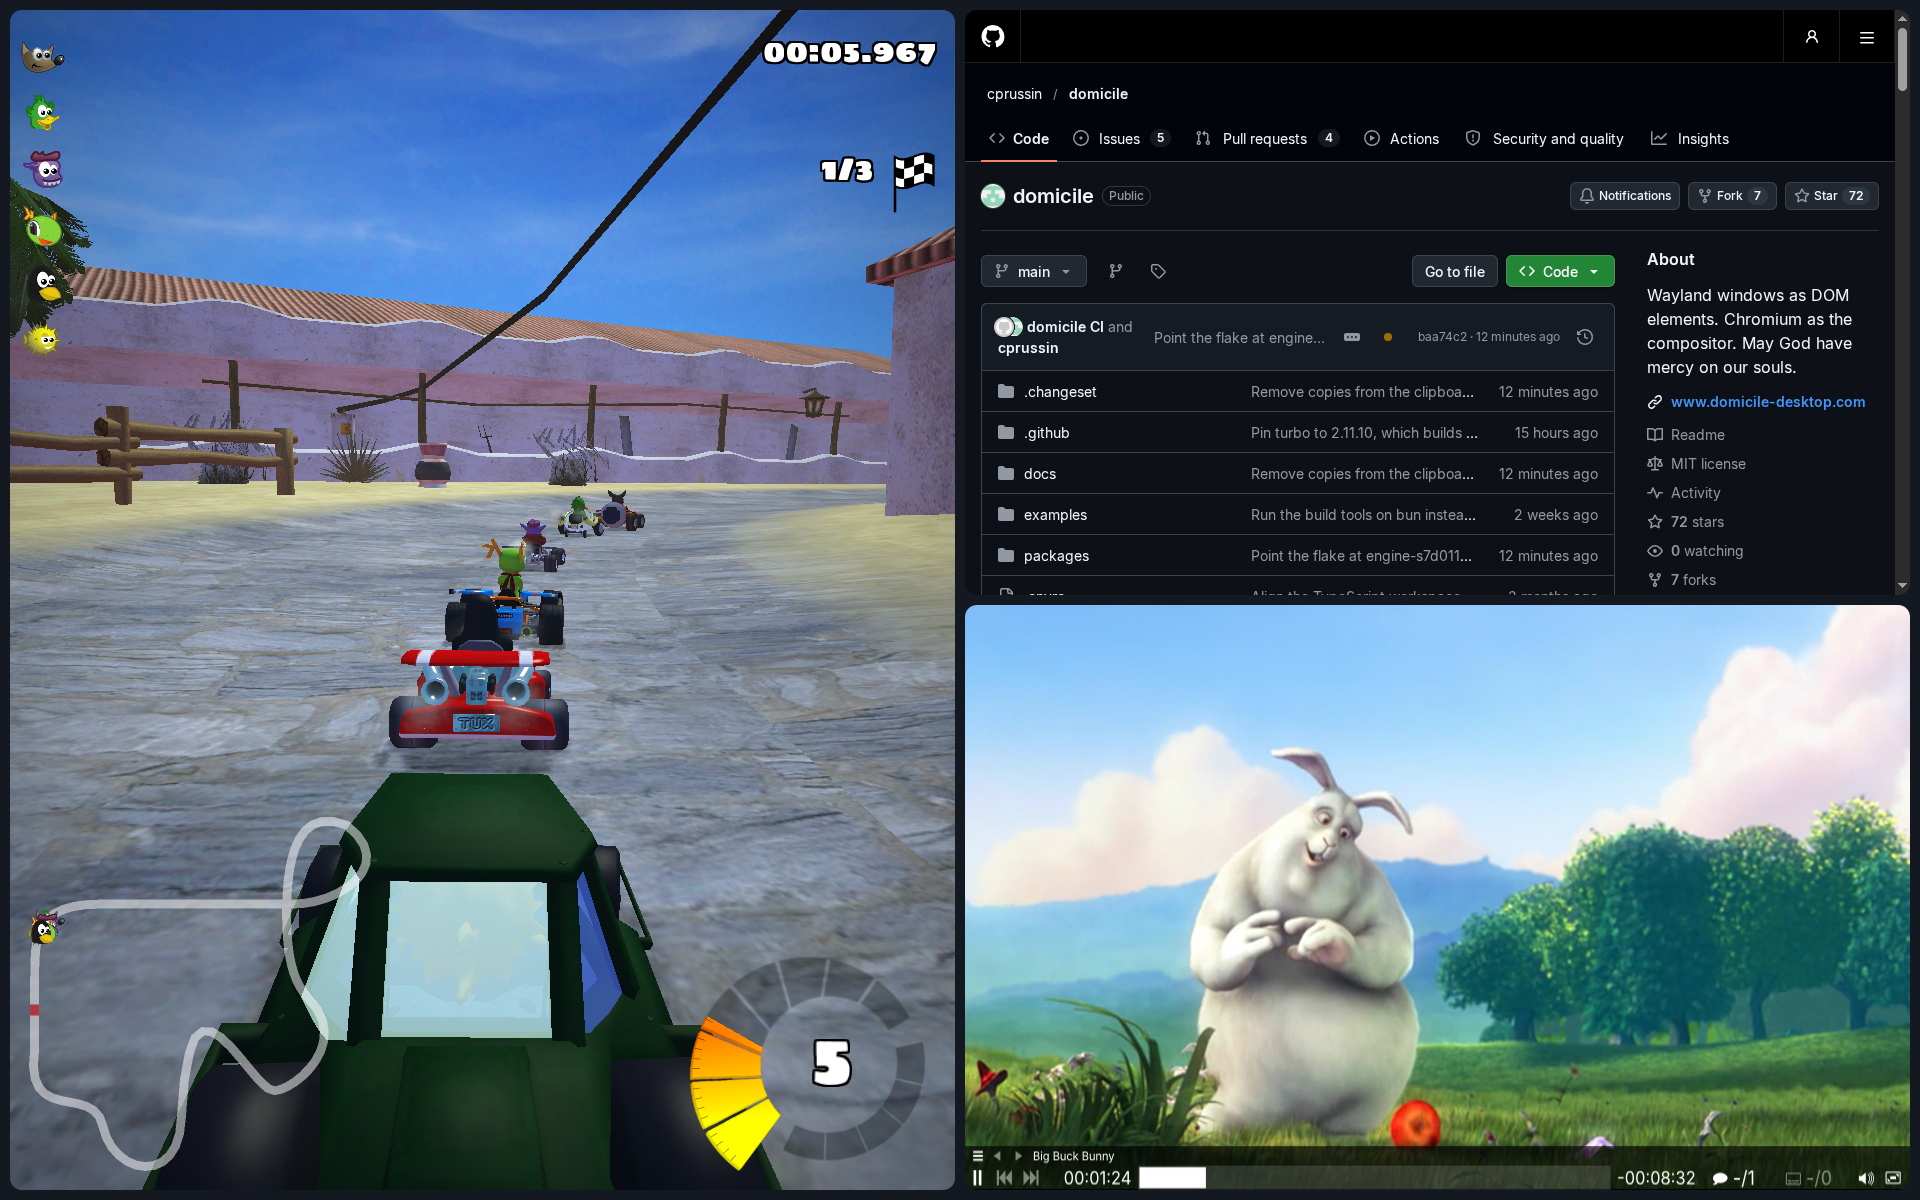 00:05.967
1/3
TUX
5
cprussin / domicile
Code
Issues 5
Pull requests 4
Actions
Security and quality
Insights
domicile Public
Notifications
Fork 7
Star 72
main
Go to file
Code
domicile CI and cprussin
Point the flake at engine...
baa74c2 · 12 minutes ago
.changeset Remove copies from the clipboa... 12 minutes ago
.github Pin turbo to 2.11.10, which builds ... 15 hours ago
docs Remove copies from the clipboa... 12 minutes ago
examples Run the build tools on bun instea... 2 weeks ago
packages Point the flake at engine-s7d011... 12 minutes ago
About
Wayland windows as DOM
elements. Chromium as the
compositor. May God have
mercy on our souls.
www.domicile-desktop.com
Readme
MIT license
Activity
72 stars
0 watching
7 forks
Big Buck Bunny
00:01:24
-00:08:32
-/1
-/0